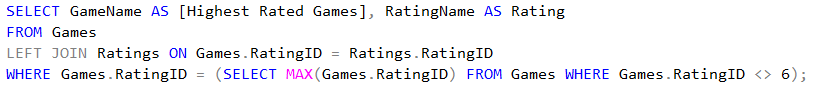 SELECT GameName AS [Highest Rated Games], RatingName AS Rating
FROM Games
LEFT JOIN Ratings ON Games.RatingID = Ratings.RatingID
WHERE Games.RatingID = (SELECT MAX(Games.RatingID) FROM Games WHERE Games.RatingID <> 6);